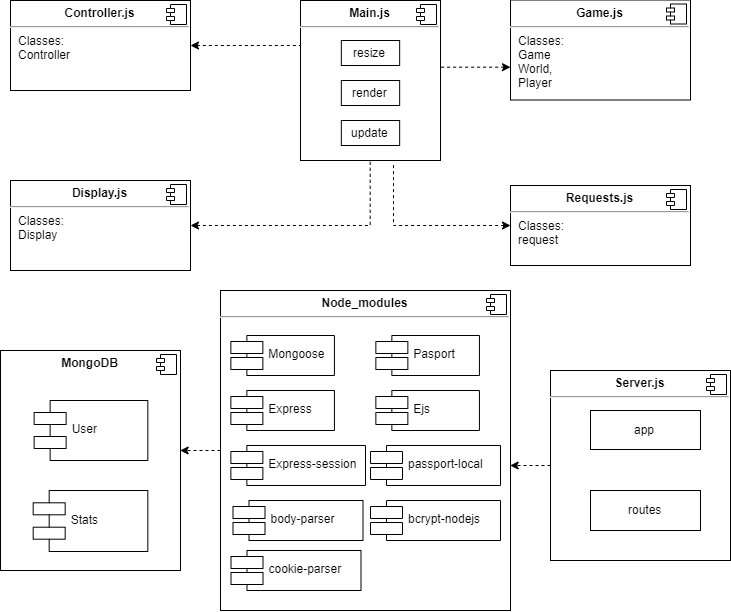 Controller.js
Classes:
Controller
Main.js
resize
render
update
Game.js
Classes:
Game
World,
Player
Display.js
Classes:
Display
Requests.js
Classes:
request
Node_modules
Mongoose
Pasport
Express
Ejs
Express-session
passport-local
body-parser
bcrypt-nodejs
cookie-parser
MongoDB
User
Stats
Server.js
app
routes